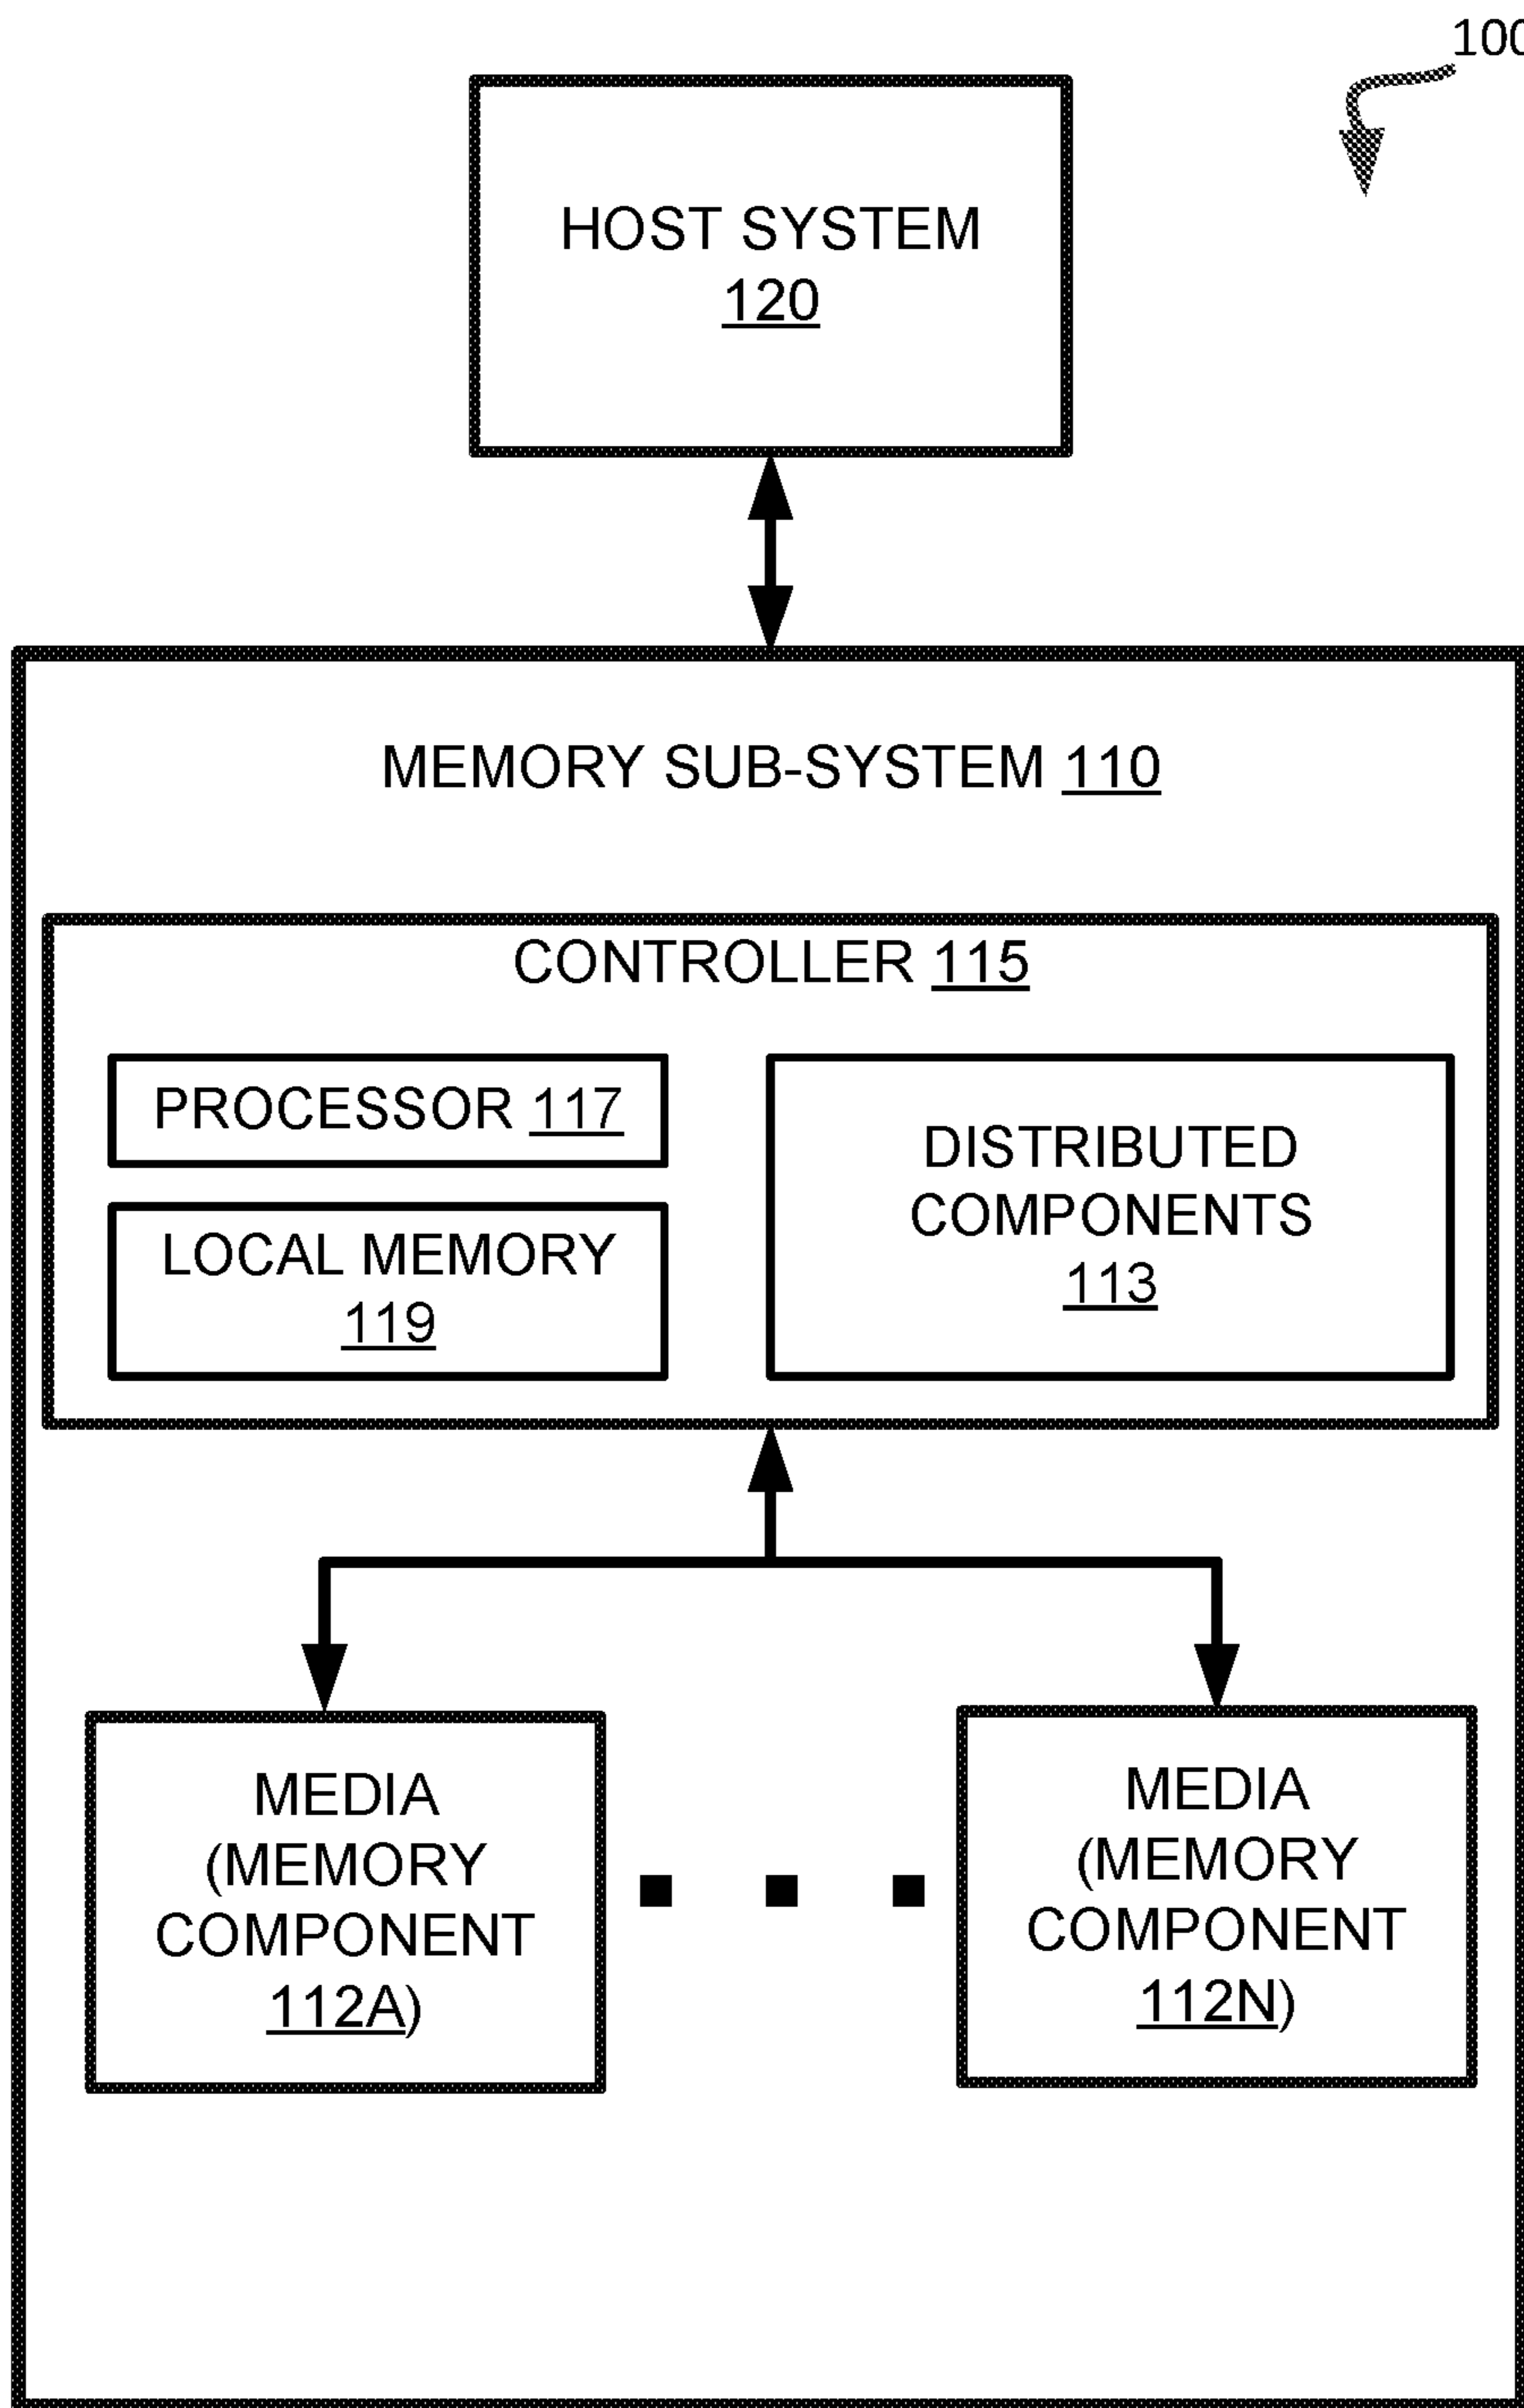 100
HOST SYSTEM
120
MEMORY SUB-SYSTEM 110
CONTROLLER 115
PROCESSOR 117
LOCAL MEMORY
119
DISTRIBUTED
COMPONENTS
113
MEDIA
(MEMORY
COMPONENT
112A)
MEDIA
(MEMORY
COMPONENT
112N)